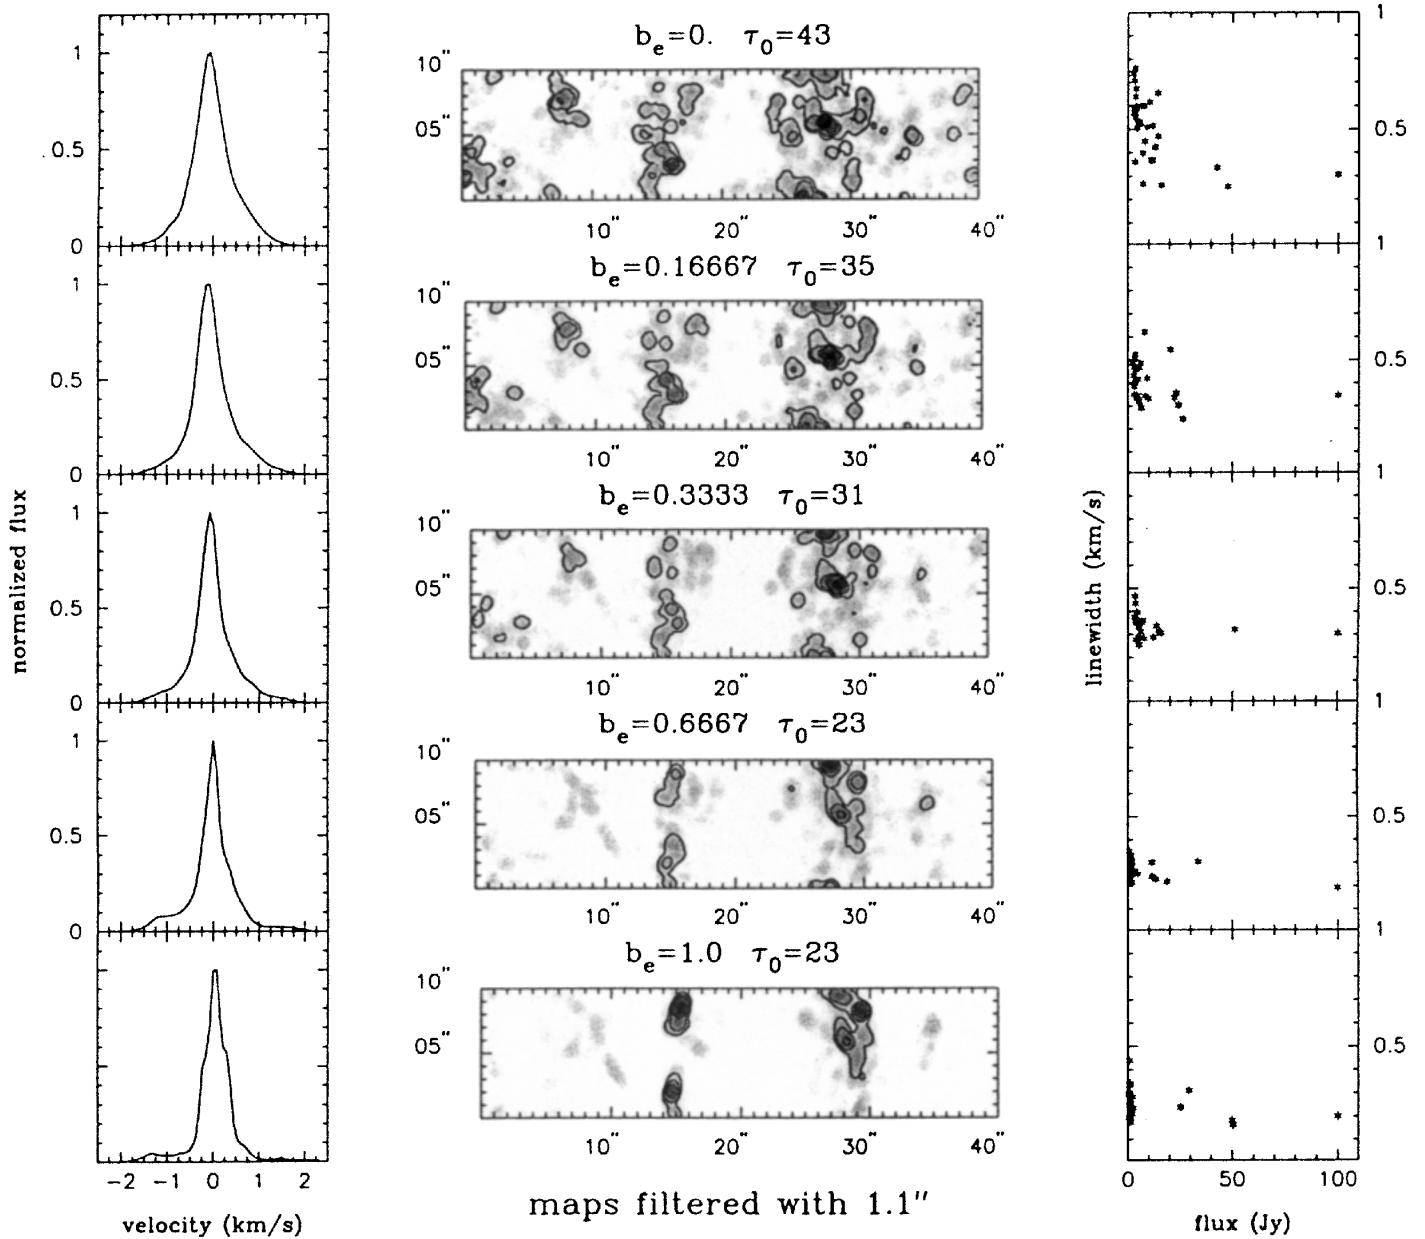 b_e=0. τ_0=43
1
0.5
0
10"
05"
10" 20" 30" 40"
1
0.5
1
b_e=0.16667 τ_0=35
1
0.5
0
10"
05"
10" 20" 30" 40"
0.5
1
b_e=0.3333 τ_0=31
1
0.5
0
10"
05"
10" 20" 30" 40"
0.5
1
b_e=0.6667 τ_0=23
1
0.5
0
10"
05"
10" 20" 30" 40"
0.5
1
b_e=1.0 τ_0=23
10"
05"
10" 20" 30" 40"
0.5
normalized flux
linewidth (km/s)
-2 -1 0 1 2
0 50 100
velocity (km/s)
maps filtered with 1.1"
flux (Jy)